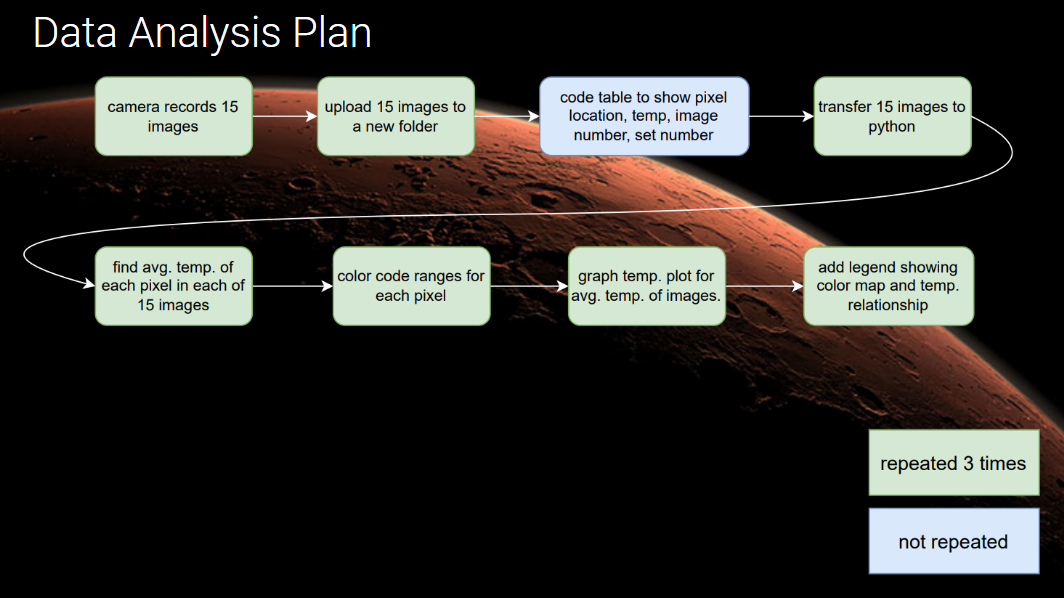 Data Analysis Plan
camera records 15
images
upload 15 images to
a new folder
code table to show pixel
location, temp, image
number, set number
transfer 15 images to
python
find avg. temp. of
each pixel in each of
15 images
color code ranges for
each pixel
graph temp. plot for
avg. temp. of images.
add legend showing
color map and temp.
relationship
repeated 3 times
not repeated